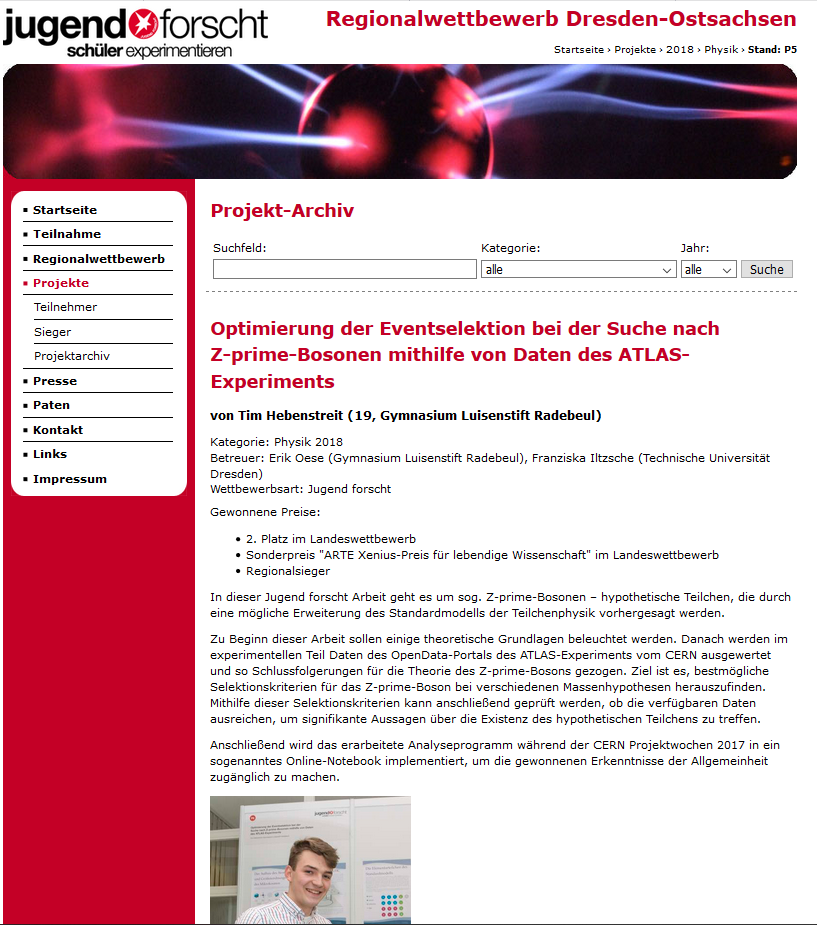 jugend forscht
schüler experimentieren
Regionalwettbewerb Dresden-Ostsachsen
Startseite › Projekte › 2018 › Physik › Stand: P5
Startseite
Teilnahme
Regionalwettbewerb
Projekte
Teilnehmer
Sieger
Projektarchiv
Presse
Paten
Kontakt
Links
Impressum
Projekt-Archiv
Suchfeld: Kategorie: Jahr:
alle alle Suche
Optimierung der Eventselektion bei der Suche nach
Z-prime-Bosonen mithilfe von Daten des ATLAS-
Experiments
von Tim Hebenstreit (19, Gymnasium Luisenstift Radebeul)
Kategorie: Physik 2018
Betreuer: Erik Oese (Gymnasium Luisenstift Radebeul), Franziska Iltzsche (Technische Universität
Dresden)
Wettbewerbsart: Jugend forscht
Gewonnene Preise:
• 2. Platz im Landeswettbewerb
• Sonderpreis "ARTE Xenius-Preis für lebendige Wissenschaft" im Landeswettbewerb
• Regionalsieger
In dieser Jugend forscht Arbeit geht es um sog. Z-prime-Bosonen – hypothetische Teilchen, die durch
eine mögliche Erweiterung des Standardmodells der Teilchenphysik vorhergesagt werden.
Zu Beginn dieser Arbeit sollen einige theoretische Grundlagen beleuchtet werden. Danach werden im
experimentellen Teil Daten des OpenData-Portals des ATLAS-Experiments vom CERN ausgewertet
und so Schlussfolgerungen für die Theorie des Z-prime-Bosons gezogen. Ziel ist es, bestmögliche
Selektionskriterien für das Z-prime-Boson bei verschiedenen Massenhypothesen herauszufinden.
Mithilfe dieser Selektionskriterien kann anschließend geprüft werden, ob die verfügbaren Daten
ausreichen, um signifikante Aussagen über die Existenz des hypothetischen Teilchens zu treffen.
Anschließend wird das erarbeitete Analyseprogramm während der CERN Projektwochen 2017 in ein
sogenanntes Online-Notebook implementiert, um die gewonnenen Erkenntnisse der Allgemeinheit
zugänglich zu machen.
jugend forscht